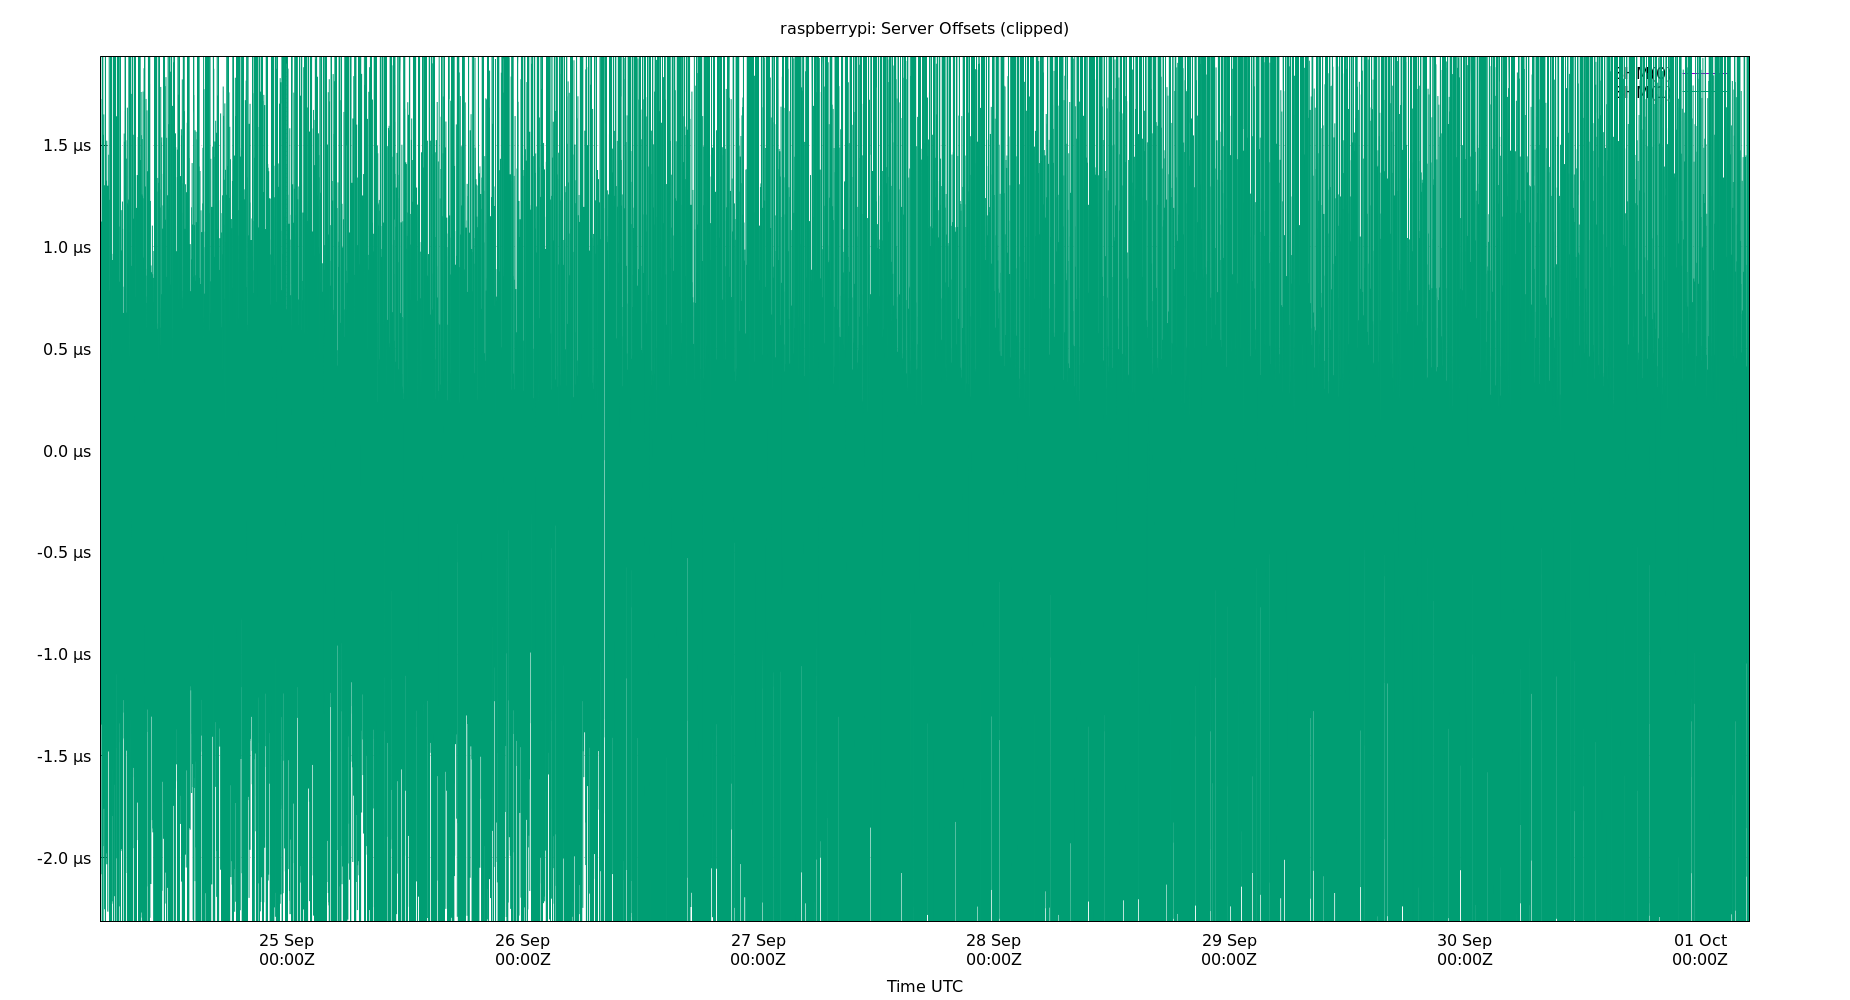 raspberrypi: Server Offsets (clipped)
1.5 μs
1.0 μs
0.5 μs
0.0 μs
-0.5 μs
-1.0 μs
-1.5 μs
-2.0 μs
25 Sep
00:00Z
26 Sep
00:00Z
27 Sep
00:00Z
28 Sep
00:00Z
29 Sep
00:00Z
30 Sep
00:00Z
01 Oct
00:00Z
Time UTC